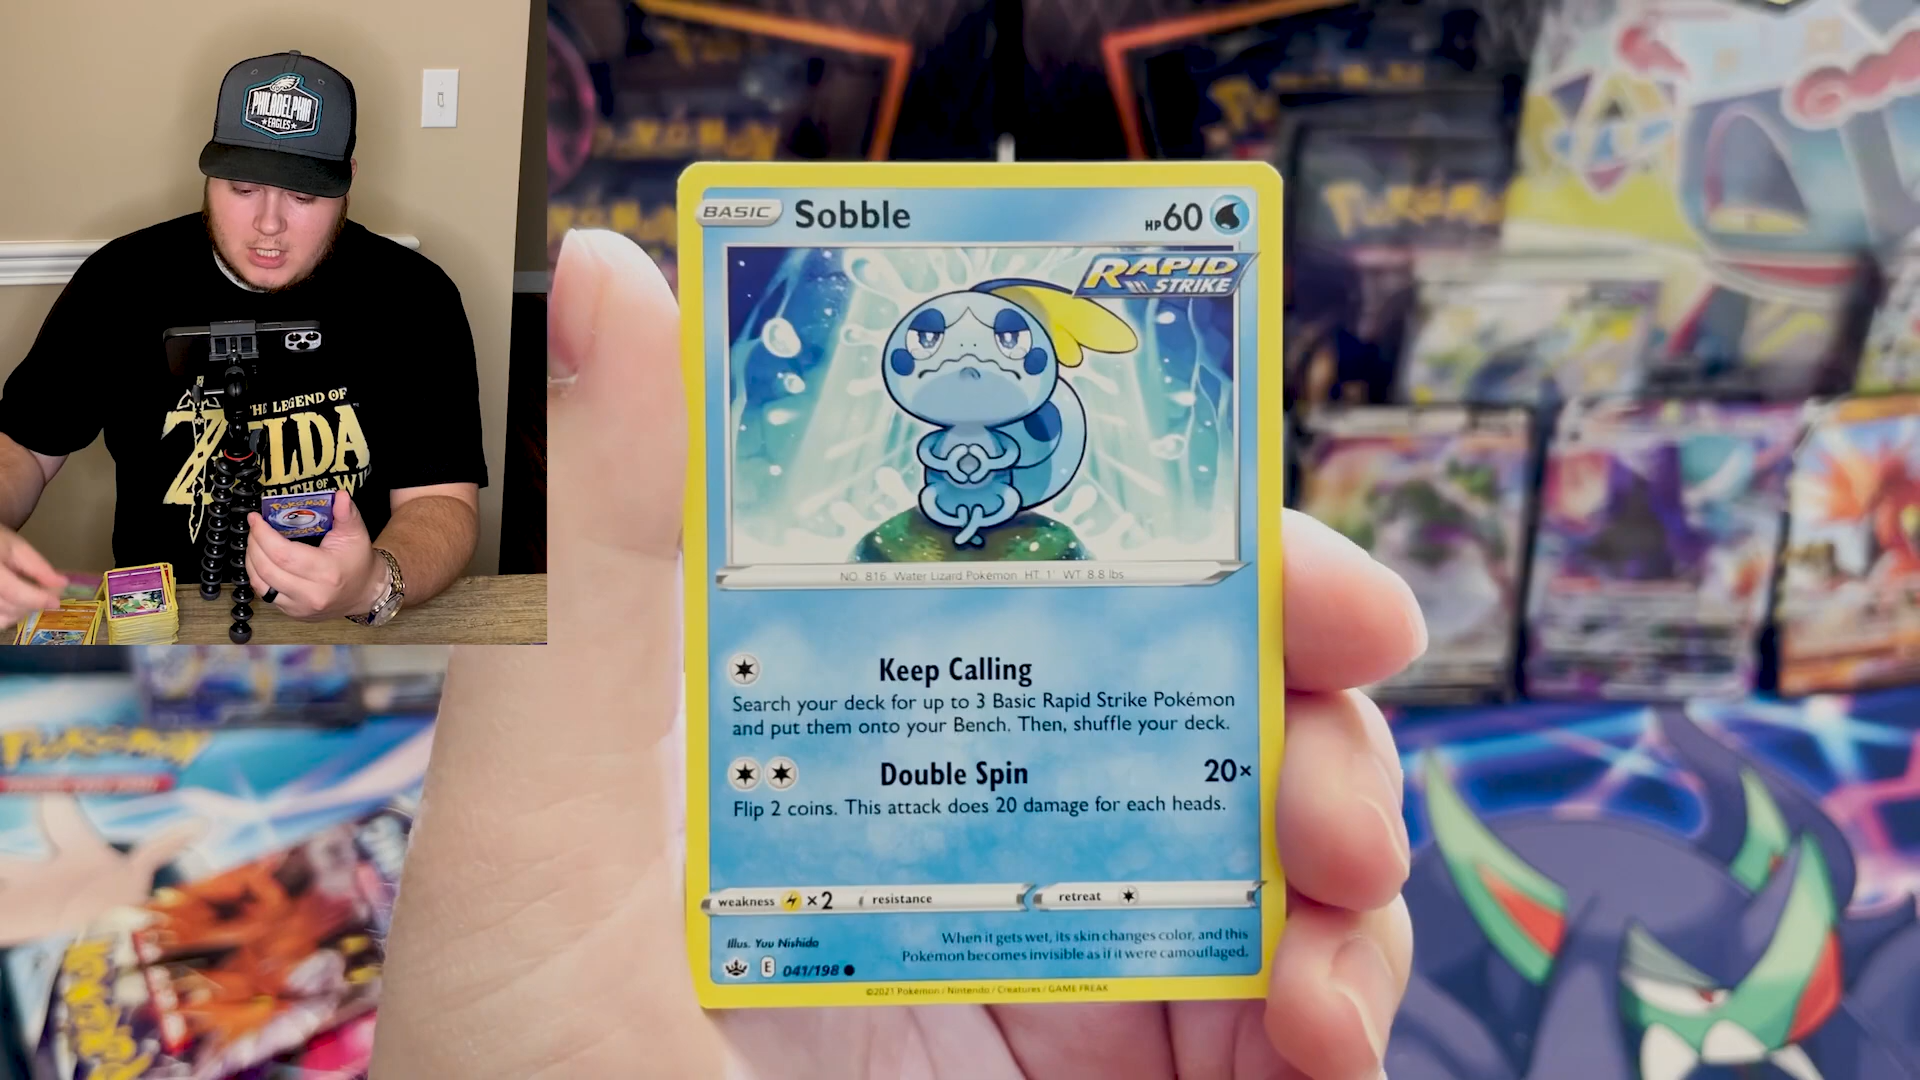 PHILADELPHIA
EAGLES
THE LEGEND OF
ZELDA
Pokémon
BASIC Sobble HP60
RAPID
STRIKE
NO. 816 Water Lizard Pokémon HT: 1' WT: 8.8 lbs
Keep Calling
Search your deck for up to 3 Basic Rapid Strike Pokémon
and put them onto your Bench. Then, shuffle your deck.
Double Spin 20×
Flip 2 coins. This attack does 20 damage for each heads.
weakness ×2 resistance retreat
Illus. Yuu Nishida
When it gets wet, its skin changes color, and this
Pokémon becomes invisible as if it were camouflaged.
E 041/198
©2021 Pokémon / Nintendo / Creatures / GAME FREAK
Pokémon
Pokémon